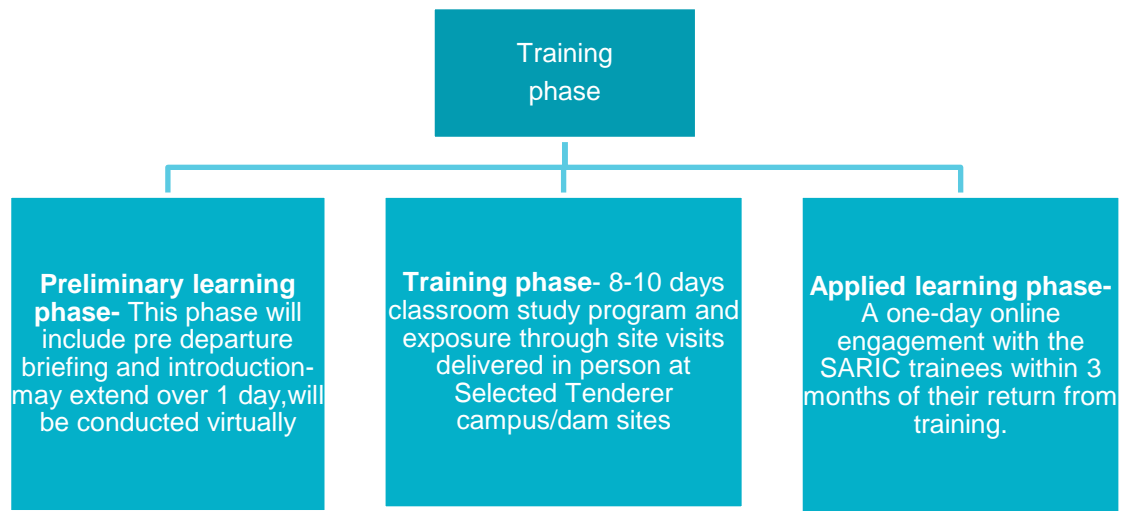 Training
phase
Preliminary learning
phase- This phase will
include pre departure
briefing and introduction-
may extend over 1 day,will
be conducted virtually
Training phase- 8-10 days
classroom study program and
exposure through site visits
delivered in person at
Selected Tenderer
campus/dam sites
Applied learning phase-
A one-day online
engagement with the
SARIC trainees within 3
months of their return from
training.